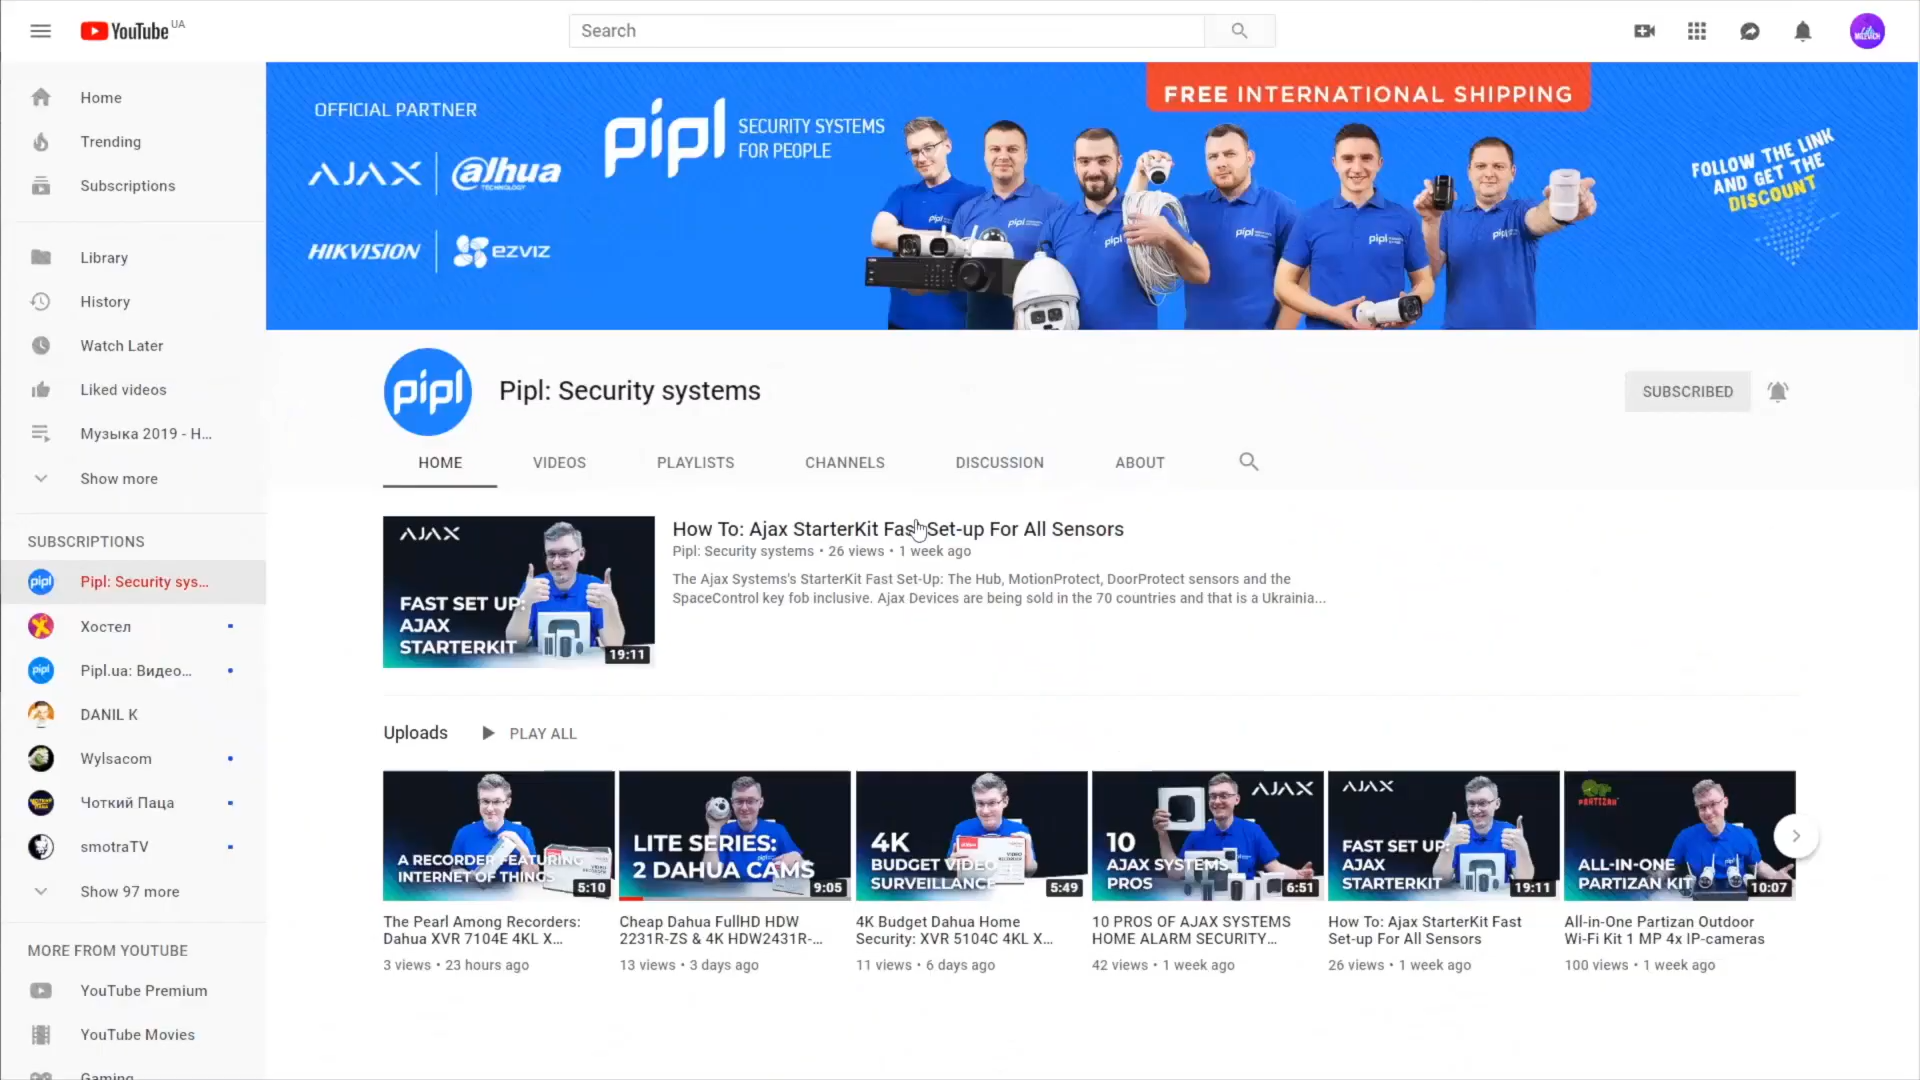 YouTube UA
Search
Home
Trending
Subscriptions
Library
History
Watch Later
Liked videos
Музыка 2019 - Н...
Show more
SUBSCRIPTIONS
Pipl: Security sys...
Хостел
Pipl.ua: Видео...
DANIL K
Wylsacom
Чоткий Паца
smotraTV
Show 97 more
MORE FROM YOUTUBE
YouTube Premium
YouTube Movies
Gaming
OFFICIAL PARTNER
AJAX
alhua
TECHNOLOGY
HIKVISION
ezviz
pipl
SECURITY SYSTEMS
FOR PEOPLE
FREE INTERNATIONAL SHIPPING
FOLLOW THE LINK
AND GET THE
DISCOUNT
pipl
pipl
pipl
pipl
pipl
pipl
pipl
Pipl: Security systems
SUBSCRIBED
HOME
VIDEOS
PLAYLISTS
CHANNELS
DISCUSSION
ABOUT
AJAX
FAST SET UP:
AJAX
STARTERKIT
19:11
How To: Ajax StarterKit Fast Set-up For All Sensors
Pipl: Security systems • 26 views • 1 week ago
The Ajax Systems's StarterKit Fast Set-Up: The Hub, MotionProtect, DoorProtect sensors and the
SpaceControl key fob inclusive. Ajax Devices are being sold in the 70 countries and that is a Ukrainia...
Uploads
PLAY ALL
A RECORDER FEATURING
INTERNET OF THINGS
5:10
The Pearl Among Recorders:
Dahua XVR 7104E 4KL X...
3 views • 23 hours ago
LITE SERIES:
2 DAHUA CAMS
9:05
Cheap Dahua FullHD HDW
2231R-ZS & 4K HDW2431R-...
13 views • 3 days ago
4K
BUDGET VIDEO
SURVEILLANCE
5:49
4K Budget Dahua Home
Security: XVR 5104C 4KL X...
11 views • 6 days ago
AJAX
10
AJAX SYSTEMS
PROS
6:51
10 PROS OF AJAX SYSTEMS
HOME ALARM SECURITY...
42 views • 1 week ago
AJAX
FAST SET UP:
AJAX
STARTERKIT
19:11
How To: Ajax StarterKit Fast
Set-up For All Sensors
26 views • 1 week ago
PARTIZAN
ALL-IN-ONE
PARTIZAN KIT
10:07
All-in-One Partizan Outdoor
Wi-Fi Kit 1 MP 4x IP-cameras
100 views • 1 week ago